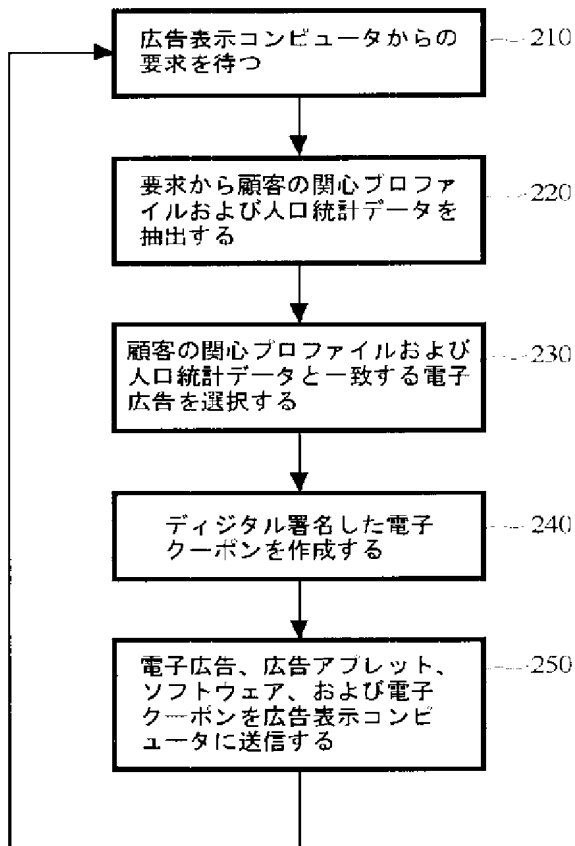 広告表示コンピュータからの
要求を待つ
210
要求から顧客の関心プロファ
イルおよび人口統計データを
抽出する
220
顧客の関心プロファイルおよび
人口統計データと一致する電子
広告を選択する
230
ディジタル署名した電子
クーポンを作成する
240
電子広告、広告アプレット、
ソフトウェア、および電子
クーポンを広告表示コンピ
ュータに送信する
250